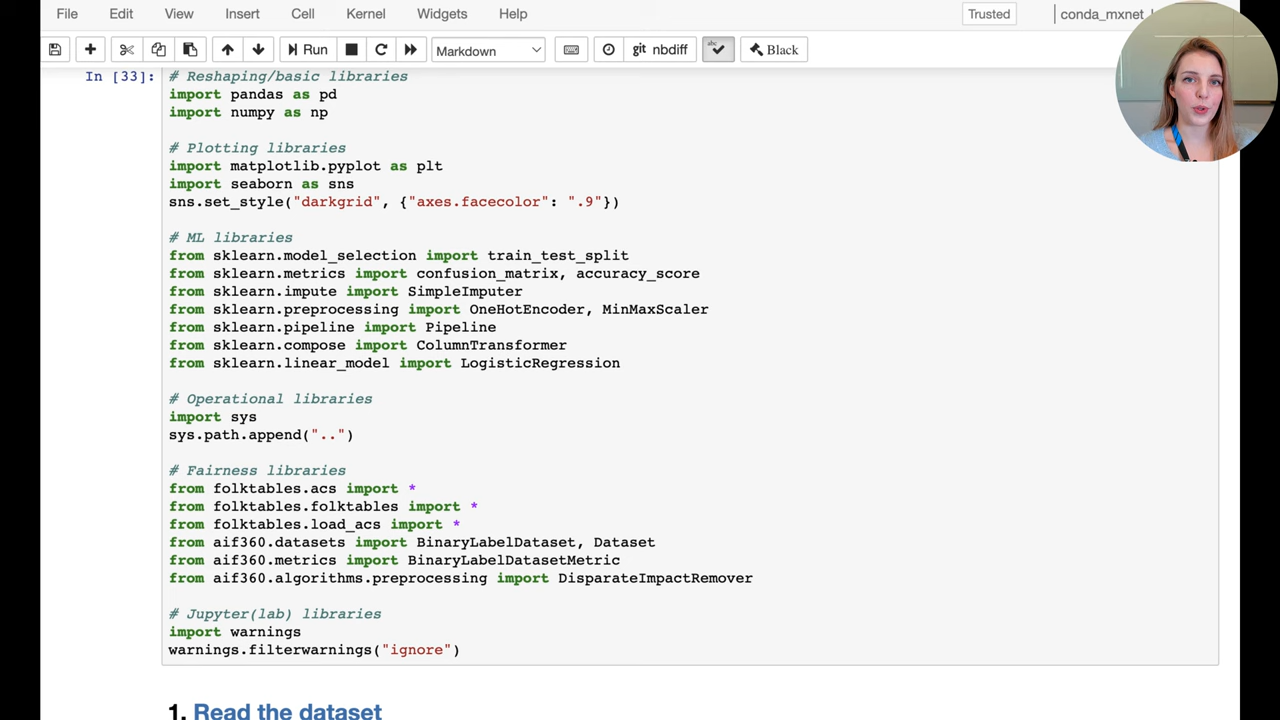 File Edit View Insert Cell Kernel Widgets Help Trusted conda_mxnet_
Run Markdown git nbdiff abc Black
In [33]: # Reshaping/basic libraries
import pandas as pd
import numpy as np
# Plotting libraries
import matplotlib.pyplot as plt
import seaborn as sns
sns.set_style("darkgrid", {"axes.facecolor": ".9"})
# ML libraries
from sklearn.model_selection import train_test_split
from sklearn.metrics import confusion_matrix, accuracy_score
from sklearn.impute import SimpleImputer
from sklearn.preprocessing import OneHotEncoder, MinMaxScaler
from sklearn.pipeline import Pipeline
from sklearn.compose import ColumnTransformer
from sklearn.linear_model import LogisticRegression
# Operational libraries
import sys
sys.path.append("..")
# Fairness libraries
from folktables.acs import *
from folktables.folktables import *
from folktables.load_acs import *
from aif360.datasets import BinaryLabelDataset, Dataset
from aif360.metrics import BinaryLabelDatasetMetric
from aif360.algorithms.preprocessing import DisparateImpactRemover
# Jupyter(lab) libraries
import warnings
warnings.filterwarnings("ignore")
1. Read the dataset